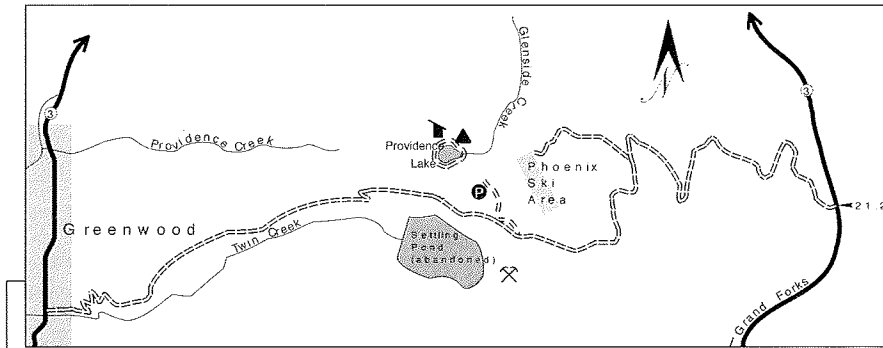 Glenside
Creek
N
3
3
Providence Creek
Providence
Lake
Phoenix
Ski
Area
P
21.2
Greenwood
Twin Creek
Settling
Pond
(abandoned)
Grand Forks